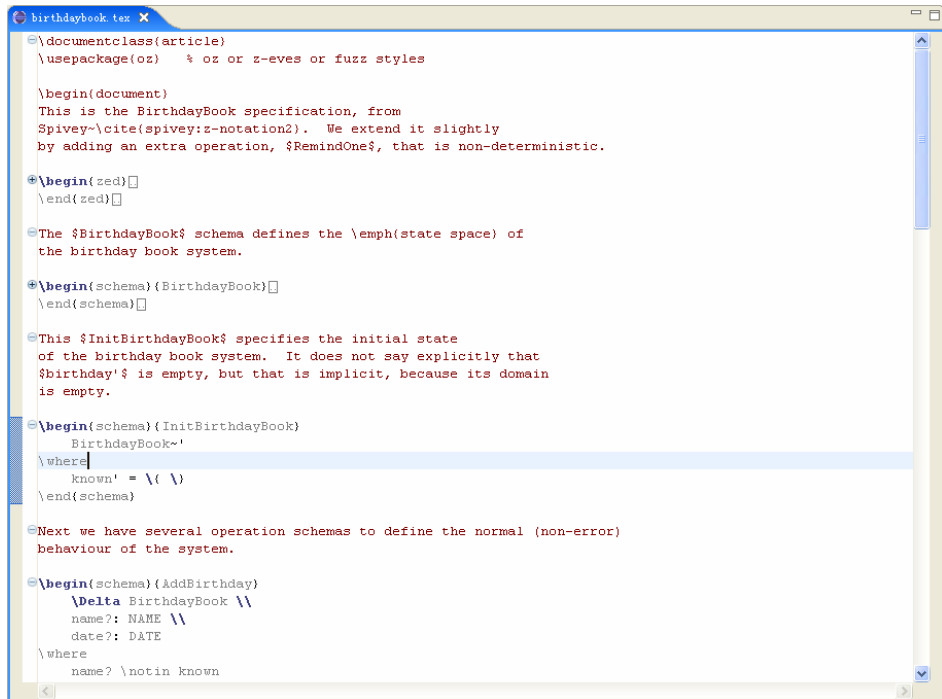 birthdaybook.tex
\documentclass{article}
\usepackage{oz}   % oz or z-eves or fuzz styles
\begin{document}
This is the BirthdayBook specification, from
Spivey~\cite{spivey:z-notation2}.  We extend it slightly
by adding an extra operation, $RemindOne$, that is non-deterministic.
\begin{zed}
\end{zed}
The $BirthdayBook$ schema defines the \emph{state space} of
the birthday book system.
\begin{schema}{BirthdayBook}
\end{schema}
This $InitBirthdayBook$ specifies the initial state
of the birthday book system.  It does not say explicitly that
$birthday'$ is empty, but that is implicit, because its domain
is empty.
\begin{schema}{InitBirthdayBook}
BirthdayBook~'
\where
known' = \{ \}
\end{schema}
Next we have several operation schemas to define the normal (non-error)
behaviour of the system.
\begin{schema}{AddBirthday}
\Delta BirthdayBook \\
name?: NAME \\
date?: DATE
\where
name? \notin known